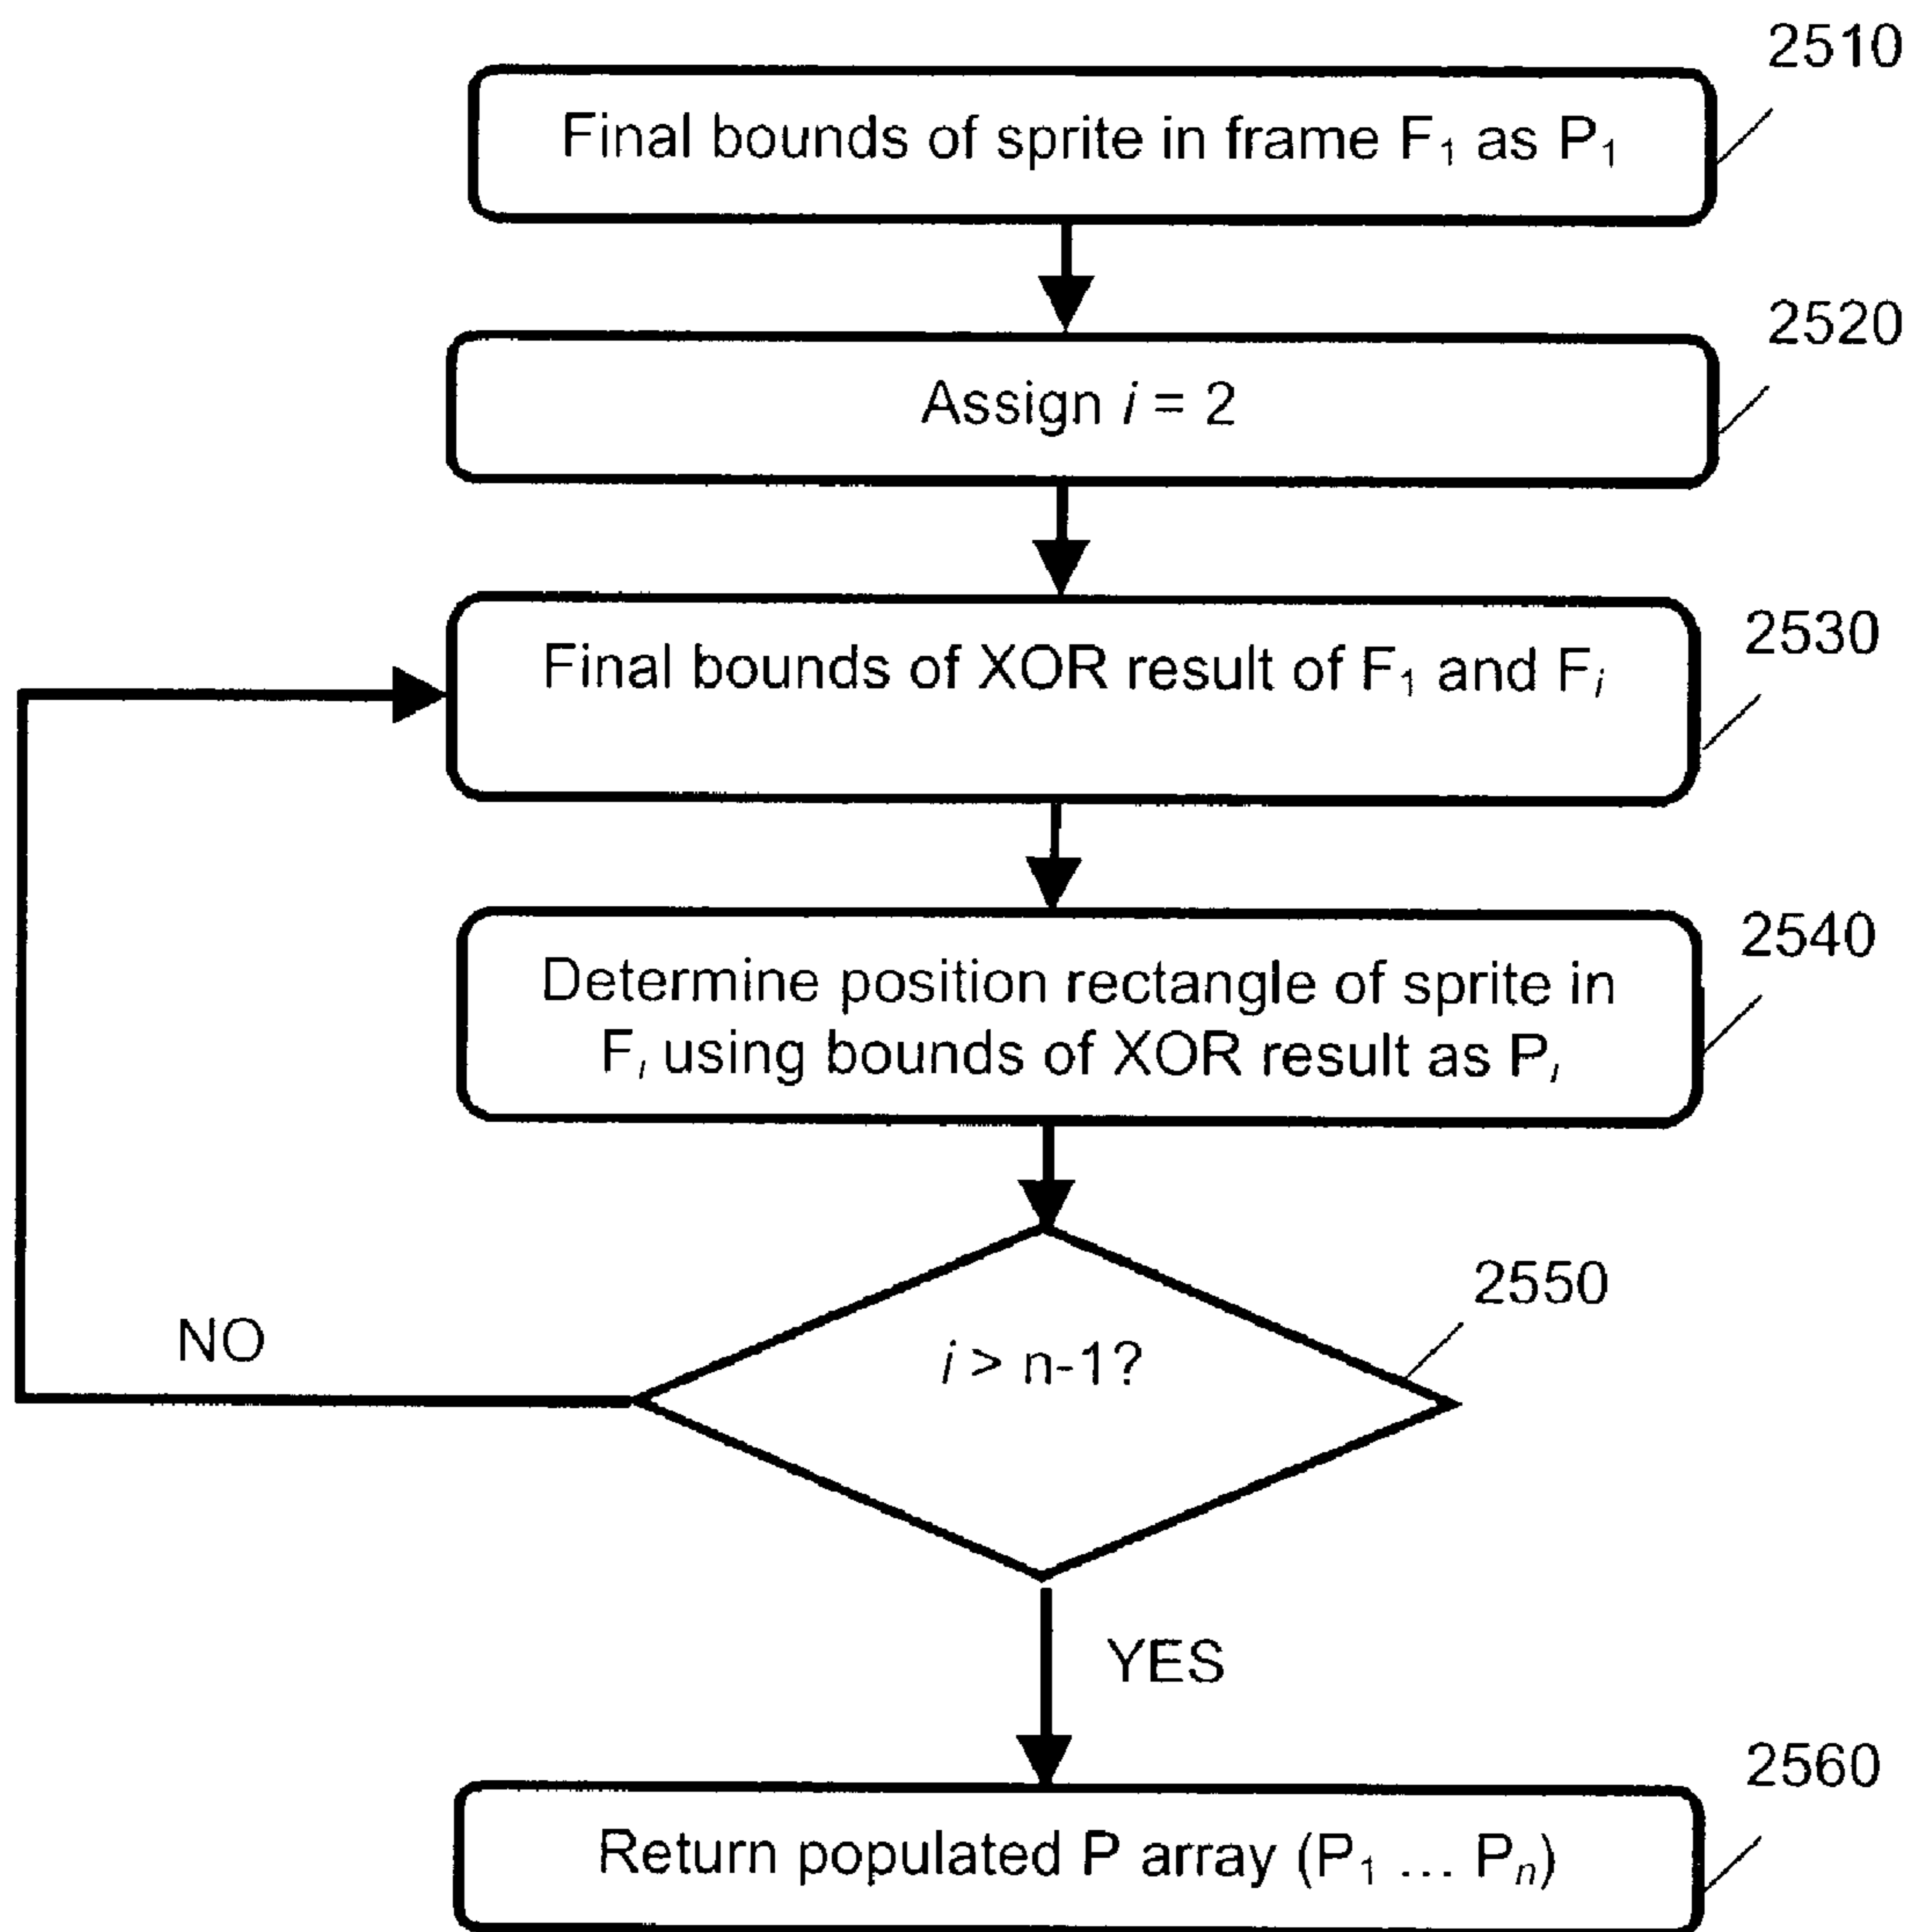 2510
Final bounds of sprite in frame F₁ as P₁
2520
Assign i = 2
2530
Final bounds of XOR result of F₁ and Fᵢ
2540
Determine position rectangle of sprite in
Fᵢ using bounds of XOR result as Pᵢ
2550
i > n-1?
NO
YES
2560
Return populated P array (P₁ ... Pₙ)